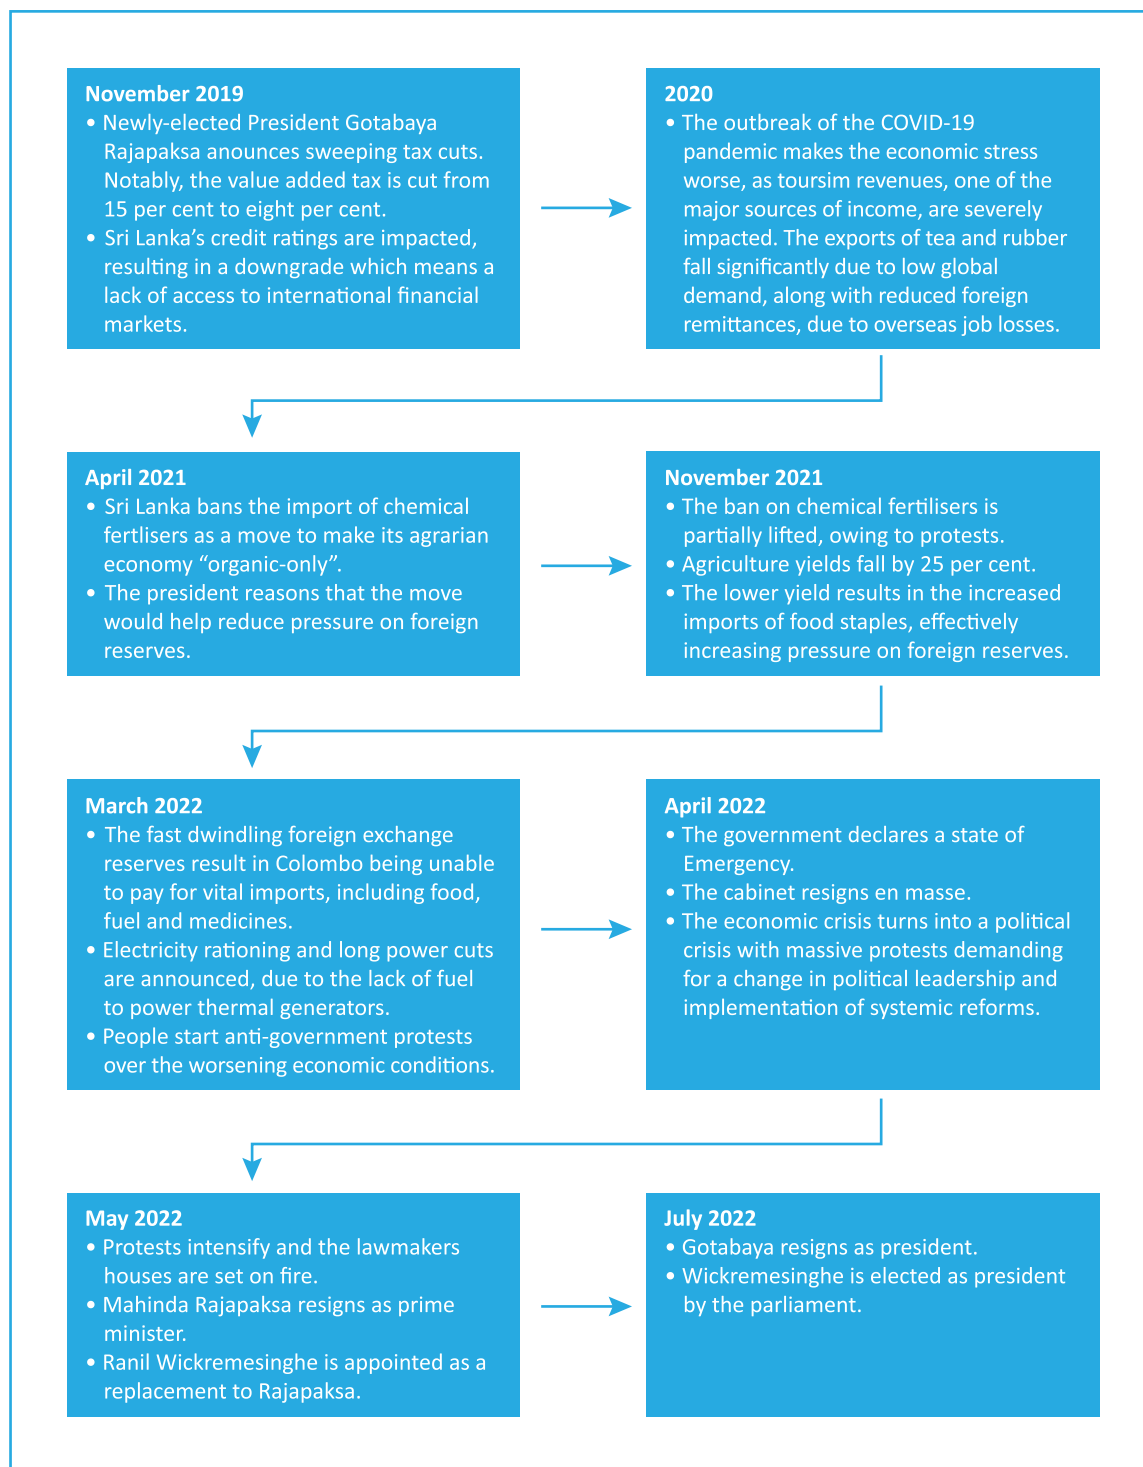 November 2019
• Newly-elected President Gotabaya
Rajapaksa anounces sweeping tax cuts.
Notably, the value added tax is cut from
15 per cent to eight per cent.
• Sri Lanka’s credit ratings are impacted,
resulting in a downgrade which means a
lack of access to international financial
markets.
2020
• The outbreak of the COVID-19
pandemic makes the economic stress
worse, as toursim revenues, one of the
major sources of income, are severely
impacted. The exports of tea and rubber
fall significantly due to low global
demand, along with reduced foreign
remittances, due to overseas job losses.
April 2021
• Sri Lanka bans the import of chemical
fertlisers as a move to make its agrarian
economy “organic-only”.
• The president reasons that the move
would help reduce pressure on foreign
reserves.
November 2021
• The ban on chemical fertilisers is
partially lifted, owing to protests.
• Agriculture yields fall by 25 per cent.
• The lower yield results in the increased
imports of food staples, effectively
increasing pressure on foreign reserves.
March 2022
• The fast dwindling foreign exchange
reserves result in Colombo being unable
to pay for vital imports, including food,
fuel and medicines.
• Electricity rationing and long power cuts
are announced, due to the lack of fuel
to power thermal generators.
• People start anti-government protests
over the worsening economic conditions.
April 2022
• The government declares a state of
Emergency.
• The cabinet resigns en masse.
• The economic crisis turns into a political
crisis with massive protests demanding
for a change in political leadership and
implementation of systemic reforms.
May 2022
• Protests intensify and the lawmakers
houses are set on fire.
• Mahinda Rajapaksa resigns as prime
minister.
• Ranil Wickremesinghe is appointed as a
replacement to Rajapaksa.
July 2022
• Gotabaya resigns as president.
• Wickremesinghe is elected as president
by the parliament.